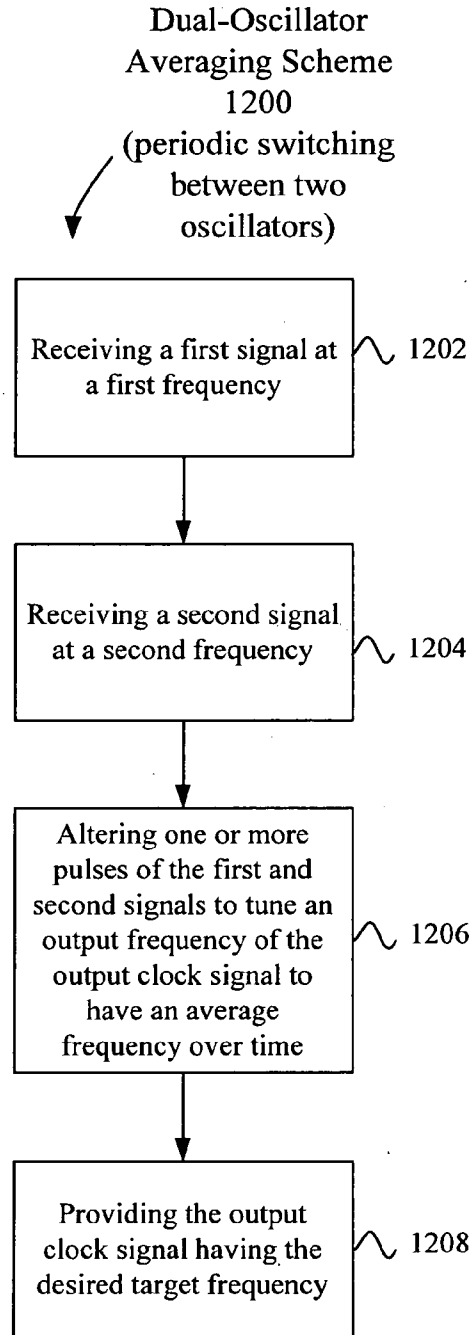 Dual-Oscillator
Averaging Scheme
1200
(periodic switching
between two
oscillators)
Receiving a first signal at
a first frequency
1202
Receiving a second signal
at a second frequency
1204
Altering one or more
pulses of the first and
second signals to tune an
output frequency of the
output clock signal to
have an average
frequency over time
1206
Providing the output
clock signal having the
desired target frequency
1208